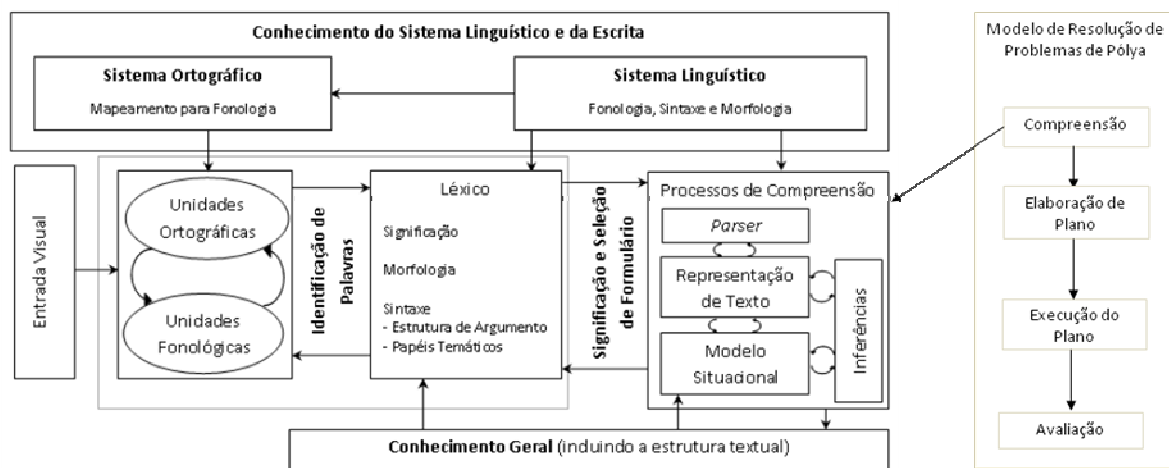 Conhecimento do Sistema Linguístico e da Escrita
Sistema Ortográfico
Mapeamento para Fonologia
Sistema Linguístico
Fonologia, Sintaxe e Morfologia
Entrada Visual
Unidades
Ortográficas
Unidades
Fonológicas
Identificação de
Palavras
Léxico
Significação
Morfologia
Sintaxe
- Estrutura de Argumento
- Papéis Temáticos
Significação e Seleção
de Formulário
Processos de Compreensão
Parser
Representação
de Texto
Modelo
Situacional
Inferências
Conhecimento Geral (incluindo a estrutura textual)
Modelo de Resolução de
Problemas de Pólya
Compreensão
Elaboração de
Plano
Execução do
Plano
Avaliação